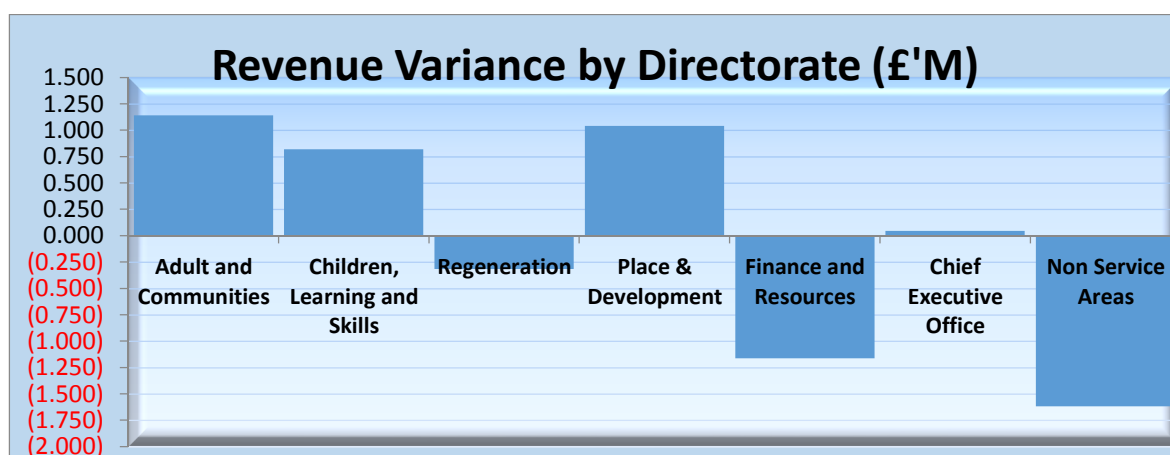 Revenue Variance by Directorate (£'M)
1.500
1.250
1.000
0.750
0.500
0.250
0.000
(0.250)
(0.500)
(0.750)
(1.000)
(1.250)
(1.500)
(1.750)
(2.000)
Adult and
Communities
Children,
Learning and
Skills
Regeneration
Place &
Development
Finance and
Resources
Chief
Executive
Office
Non Service
Areas